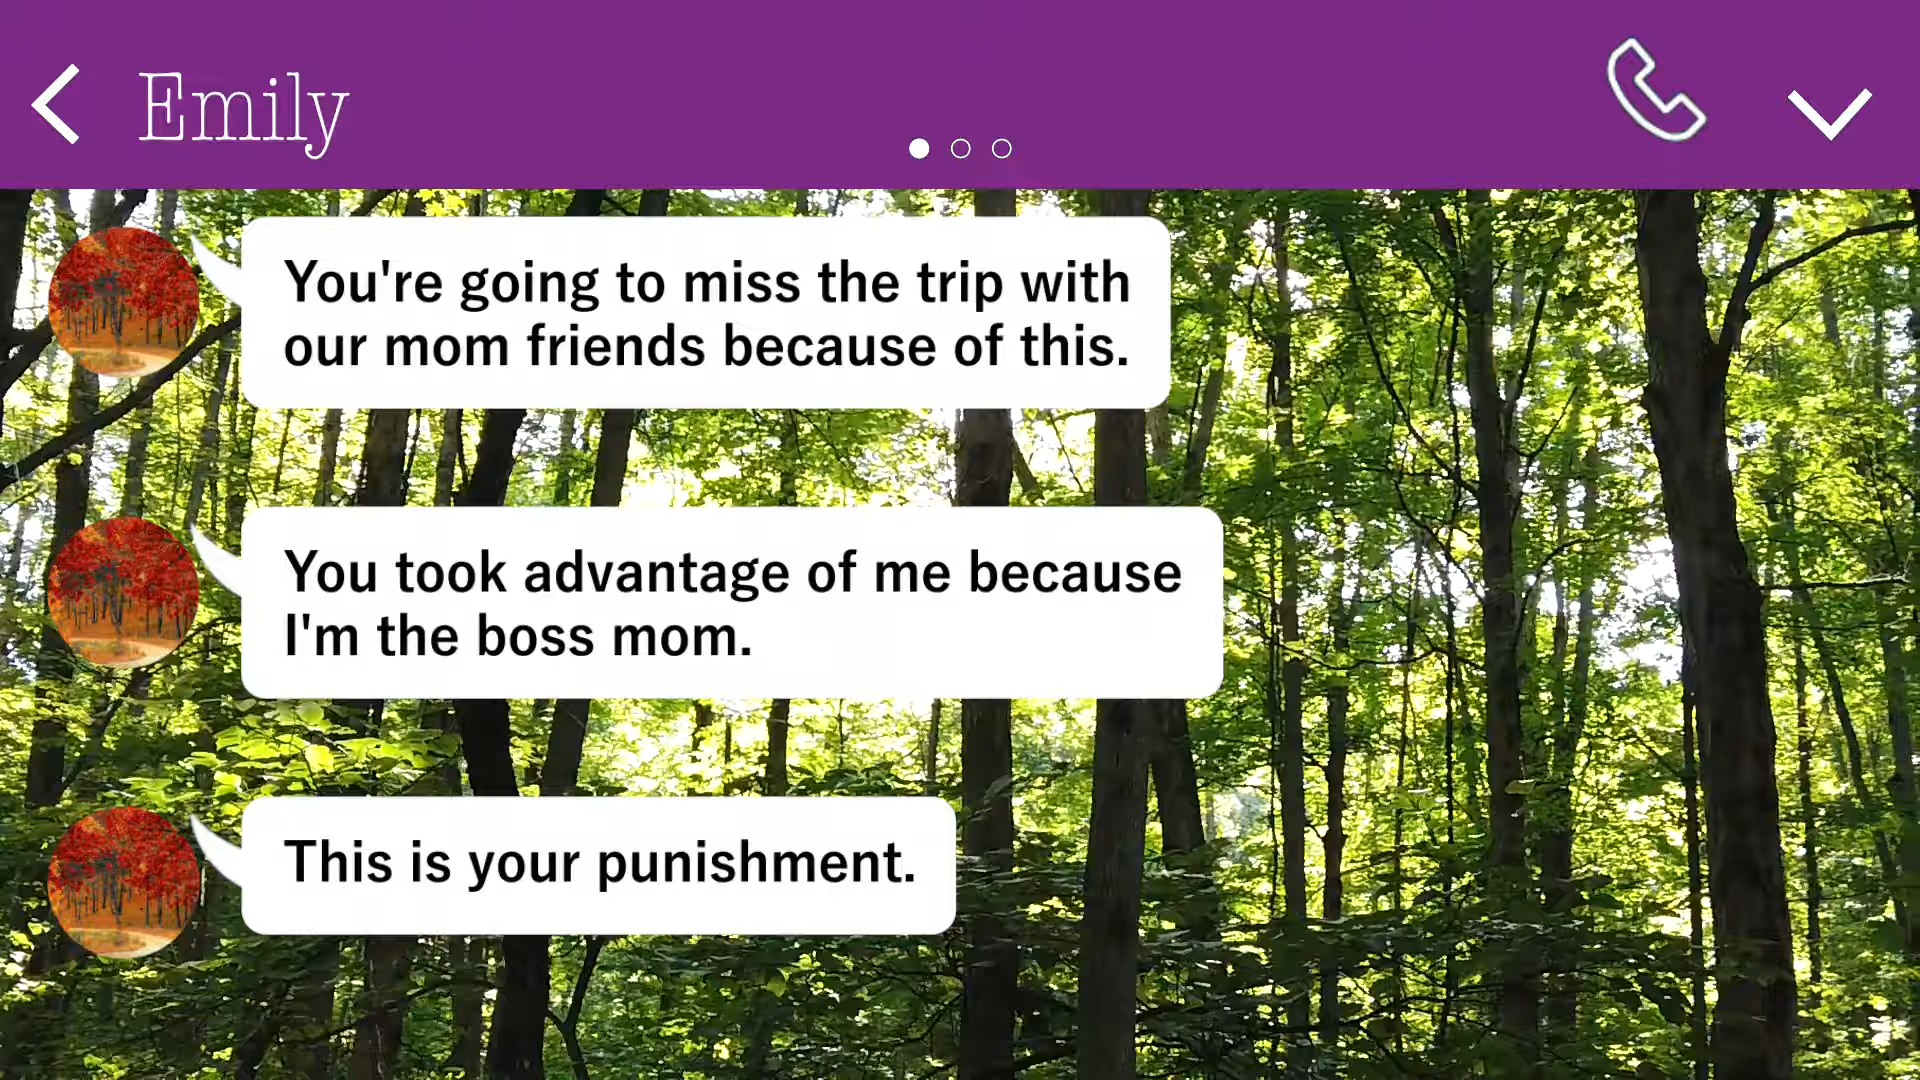 Emily
You're going to miss the trip with
our mom friends because of this.
You took advantage of me because
I'm the boss mom.
This is your punishment.